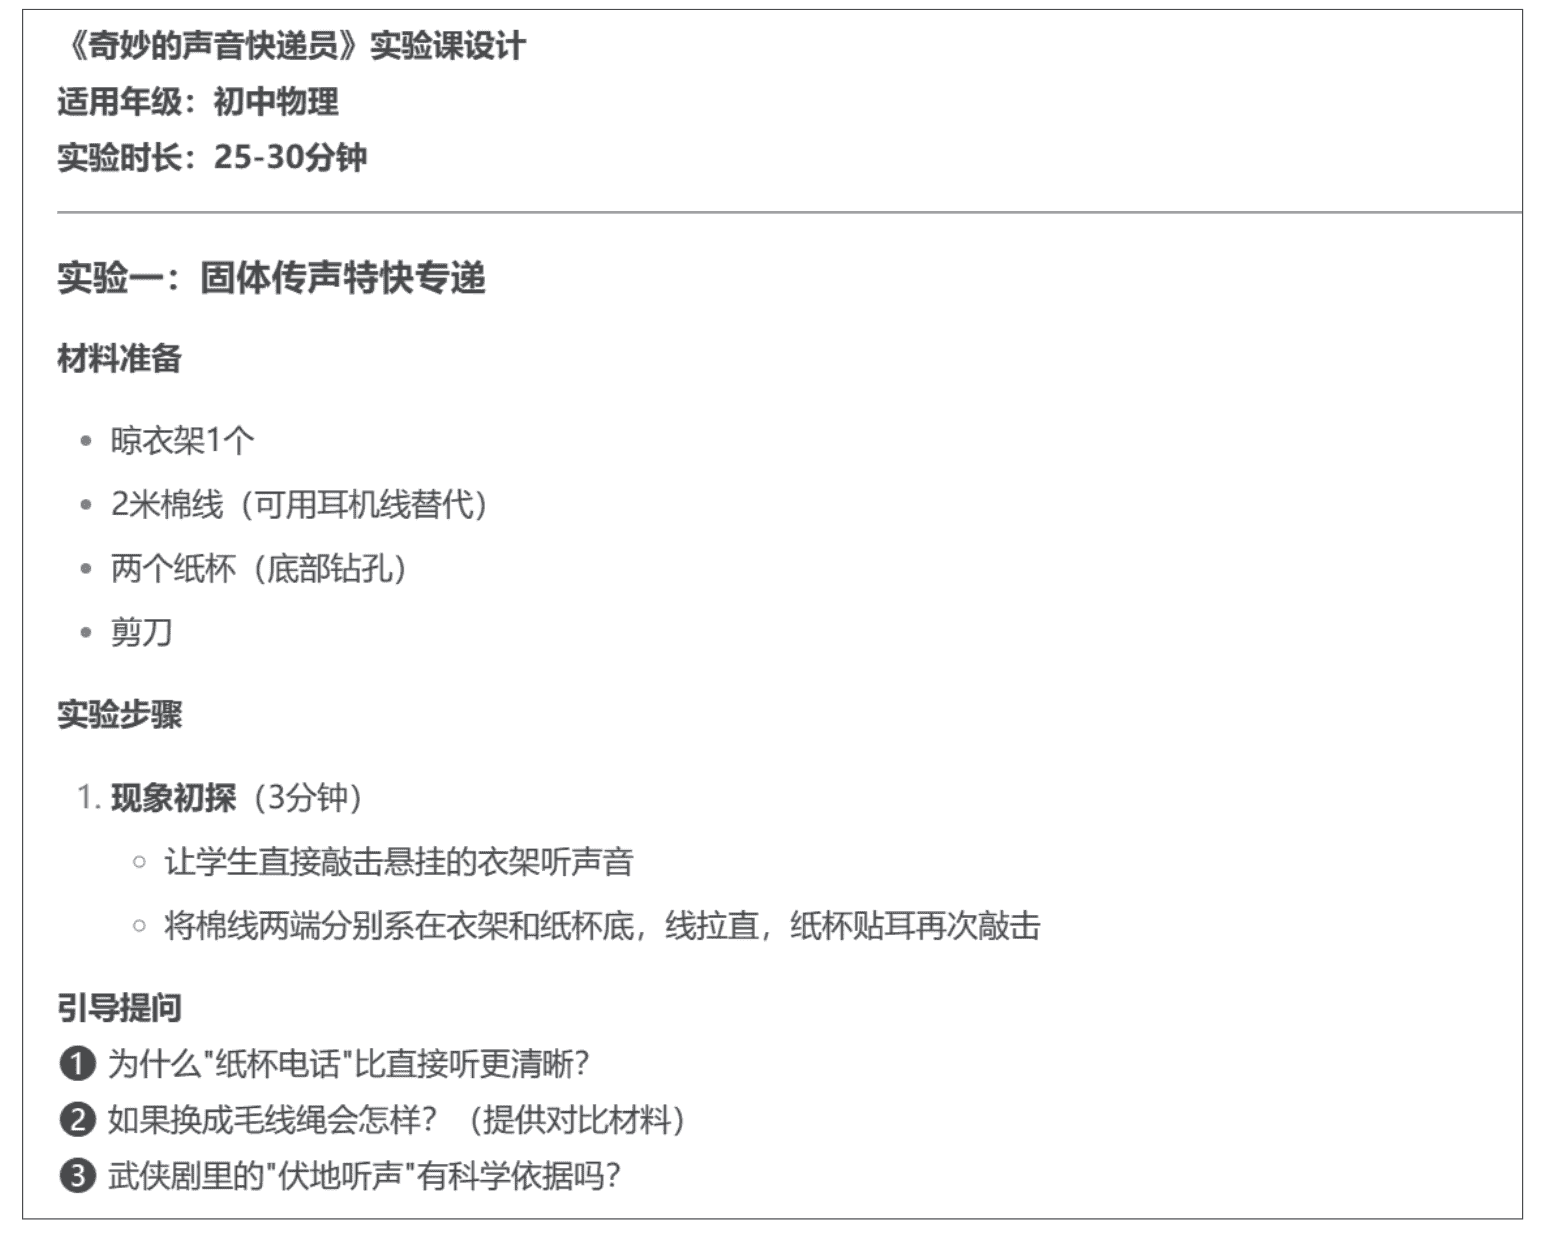 《奇妙的声音快递员》实验课设计
适用年级：初中物理
实验时长：25-30分钟
实验一：固体传声特快专递
材料准备
• 晾衣架1个
• 2米棉线（可用耳机线替代）
• 两个纸杯（底部钻孔）
• 剪刀
实验步骤
1. 现象初探（3分钟）
○ 让学生直接敲击悬挂的衣架听声音
○ 将棉线两端分别系在衣架和纸杯底，线拉直，纸杯贴耳再次敲击
引导提问
❶ 为什么"纸杯电话"比直接听更清晰？
❷ 如果换成毛线绳会怎样？（提供对比材料）
❸ 武侠剧里的"伏地听声"有科学依据吗？